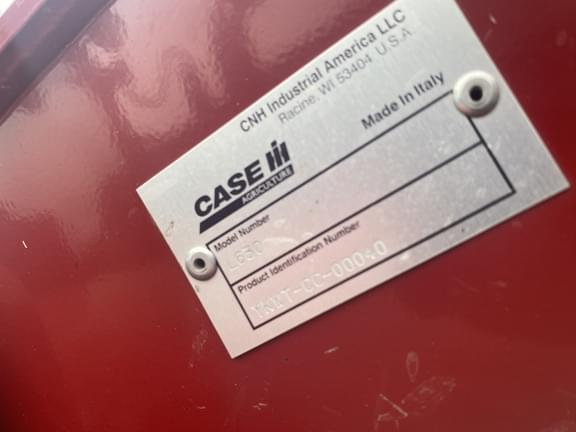 CNH Industrial America LLC
Racine, WI 53404 U.S.A.
Made in Italy
CASE IH
AGRICULTURE
Model Number
L630
Product Identification Number